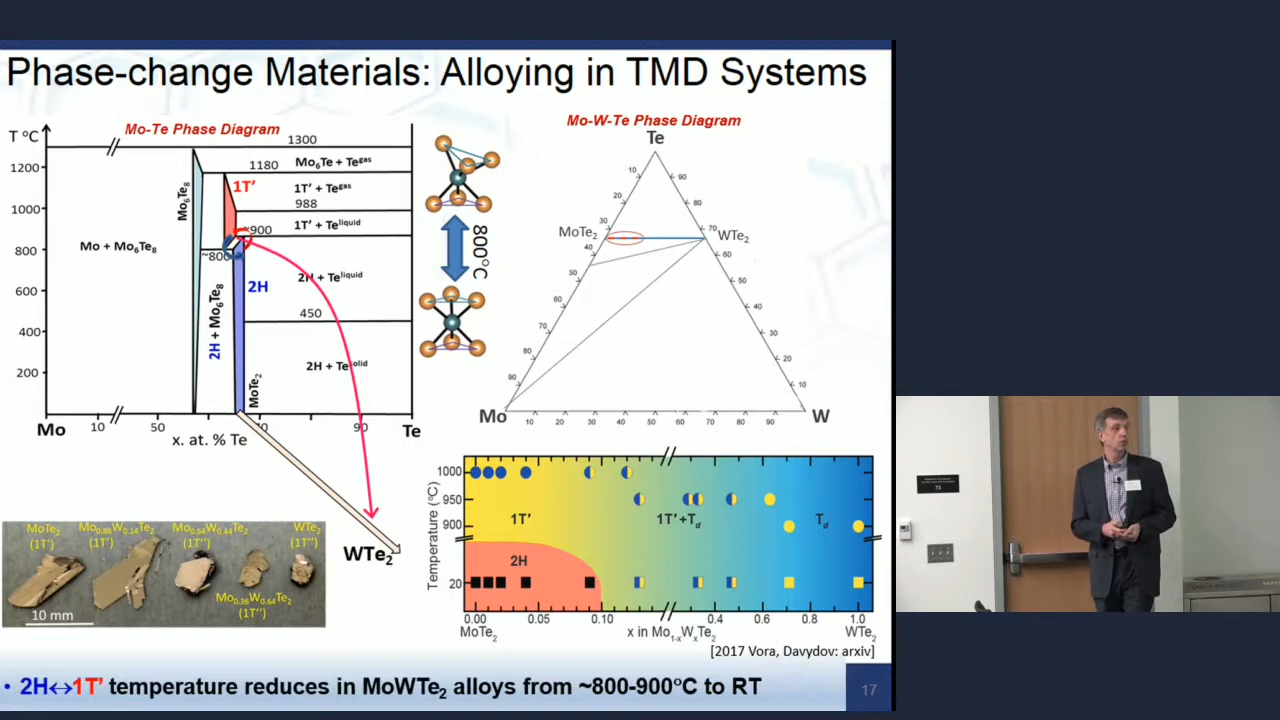 Phase-change Materials: Alloying in TMD Systems
T °C
Mo-Te Phase Diagram
1300
1200
1180
Mo6Te + Te^gas
1T′
1T′ + Te^gas
Mo6Te8
1000
988
1T′ + Te^liquid
~900
Mo + Mo6Te8
800
~800
2H + Te^liquid
2H
600
2H + Mo6Te8
450
400
2H + Te^solid
200
MoTe2
Mo
10
50
70
90
Te
x. at. % Te
WTe2
800°C
Mo-W-Te Phase Diagram
Te
10
90
20
80
30
70
MoTe2
WTe2
40
60
50
50
60
40
70
30
80
20
90
10
Mo
10
20
30
40
50
60
70
80
90
W
MoTe2
(1T′)
Mo0.86W0.14Te2
(1T′)
Mo0.54W0.44Te2
(1T″)
WTe2
(1T″)
Mo0.36W0.64Te2
(1T″)
10 mm
Temperature (°C)
1000
950
900
20
1T′
1T′+Td
Td
2H
0.00
0.05
0.10
0.4
0.6
0.8
1.0
MoTe2
x in Mo1-xWxTe2
WTe2
[2017 Vora, Davydov: arxiv]
• 2H↔1T′ temperature reduces in MoWTe2 alloys from ~800-900°C to RT
17